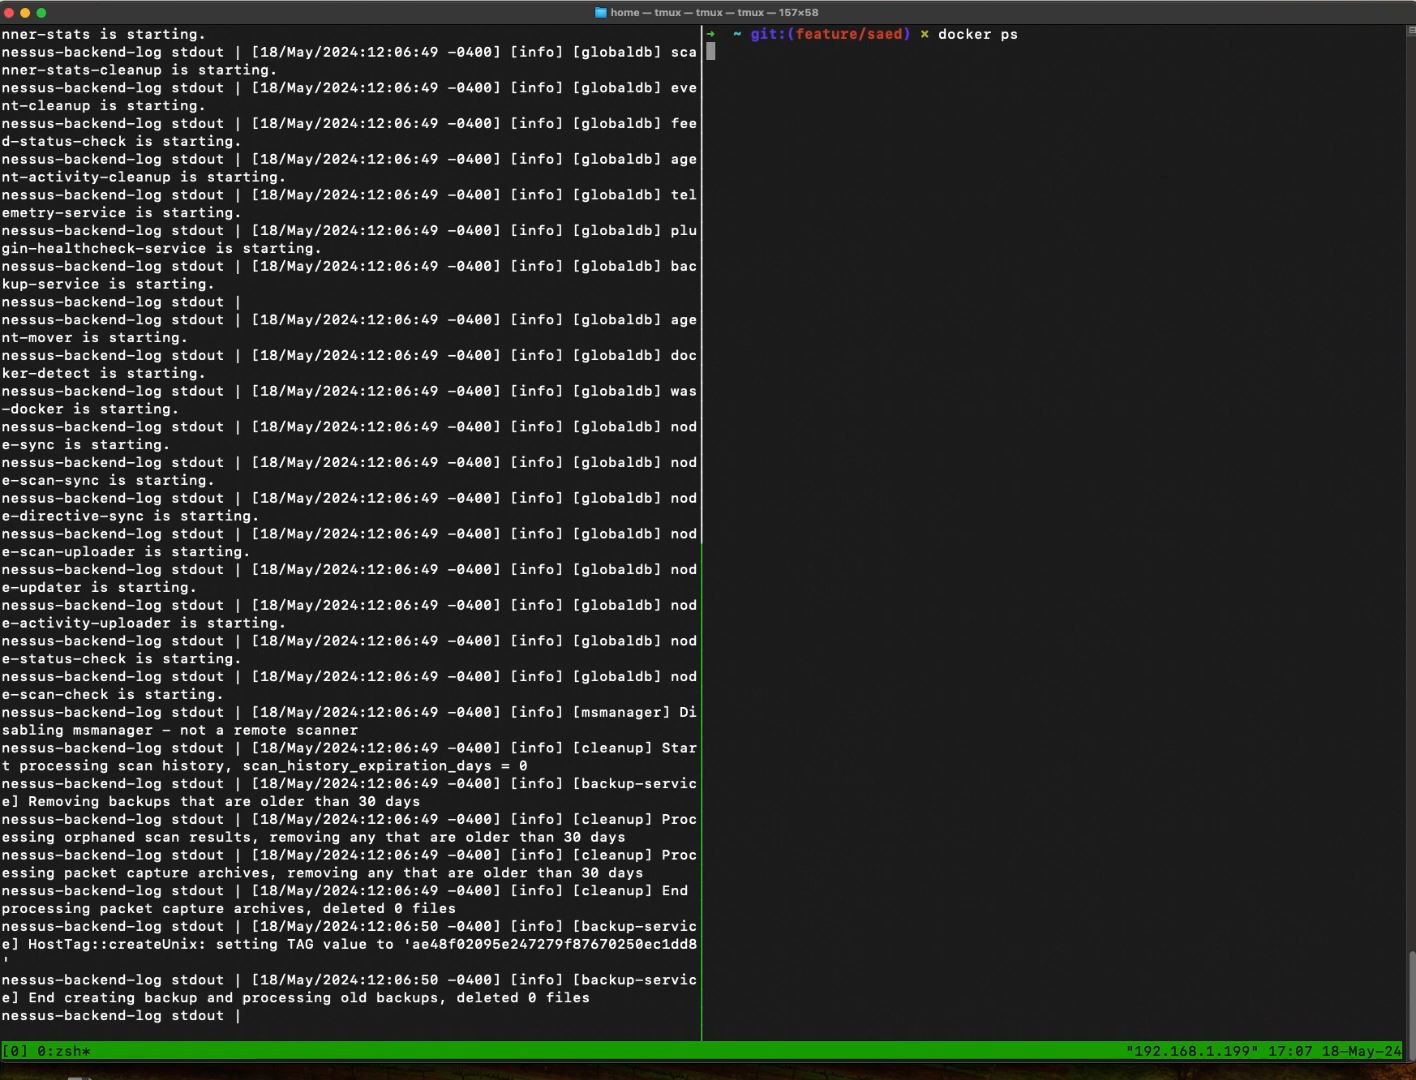 home — tmux — tmux — tmux — 157×58
nner-stats is starting.
nessus-backend-log stdout | [18/May/2024:12:06:49 -0400] [info] [globaldb] sca
nner-stats-cleanup is starting.
nessus-backend-log stdout | [18/May/2024:12:06:49 -0400] [info] [globaldb] eve
nt-cleanup is starting.
nessus-backend-log stdout | [18/May/2024:12:06:49 -0400] [info] [globaldb] fee
d-status-check is starting.
nessus-backend-log stdout | [18/May/2024:12:06:49 -0400] [info] [globaldb] age
nt-activity-cleanup is starting.
nessus-backend-log stdout | [18/May/2024:12:06:49 -0400] [info] [globaldb] tel
emetry-service is starting.
nessus-backend-log stdout | [18/May/2024:12:06:49 -0400] [info] [globaldb] plu
gin-healthcheck-service is starting.
nessus-backend-log stdout | [18/May/2024:12:06:49 -0400] [info] [globaldb] bac
kup-service is starting.
nessus-backend-log stdout |
nessus-backend-log stdout | [18/May/2024:12:06:49 -0400] [info] [globaldb] age
nt-mover is starting.
nessus-backend-log stdout | [18/May/2024:12:06:49 -0400] [info] [globaldb] doc
ker-detect is starting.
nessus-backend-log stdout | [18/May/2024:12:06:49 -0400] [info] [globaldb] was
-docker is starting.
nessus-backend-log stdout | [18/May/2024:12:06:49 -0400] [info] [globaldb] nod
e-sync is starting.
nessus-backend-log stdout | [18/May/2024:12:06:49 -0400] [info] [globaldb] nod
e-scan-sync is starting.
nessus-backend-log stdout | [18/May/2024:12:06:49 -0400] [info] [globaldb] nod
e-directive-sync is starting.
nessus-backend-log stdout | [18/May/2024:12:06:49 -0400] [info] [globaldb] nod
e-scan-uploader is starting.
nessus-backend-log stdout | [18/May/2024:12:06:49 -0400] [info] [globaldb] nod
e-updater is starting.
nessus-backend-log stdout | [18/May/2024:12:06:49 -0400] [info] [globaldb] nod
e-activity-uploader is starting.
nessus-backend-log stdout | [18/May/2024:12:06:49 -0400] [info] [globaldb] nod
e-status-check is starting.
nessus-backend-log stdout | [18/May/2024:12:06:49 -0400] [info] [globaldb] nod
e-scan-check is starting.
nessus-backend-log stdout | [18/May/2024:12:06:49 -0400] [info] [msmanager] Di
sabling msmanager - not a remote scanner
nessus-backend-log stdout | [18/May/2024:12:06:49 -0400] [info] [cleanup] Star
t processing scan history, scan_history_expiration_days = 0
nessus-backend-log stdout | [18/May/2024:12:06:49 -0400] [info] [backup-servic
e] Removing backups that are older than 30 days
nessus-backend-log stdout | [18/May/2024:12:06:49 -0400] [info] [cleanup] Proc
essing orphaned scan results, removing any that are older than 30 days
nessus-backend-log stdout | [18/May/2024:12:06:49 -0400] [info] [cleanup] Proc
essing packet capture archives, removing any that are older than 30 days
nessus-backend-log stdout | [18/May/2024:12:06:49 -0400] [info] [cleanup] End
processing packet capture archives, deleted 0 files
nessus-backend-log stdout | [18/May/2024:12:06:50 -0400] [info] [backup-servic
e] HostTag::createUnix: setting TAG value to 'ae48f02095e247279f87670250ec1dd8
'
nessus-backend-log stdout | [18/May/2024:12:06:50 -0400] [info] [backup-servic
e] End creating backup and processing old backups, deleted 0 files
nessus-backend-log stdout |
➜ ~ git:(feature/saed) × docker ps
[0] 0:zsh* "192.168.1.199" 17:07 18-May-24